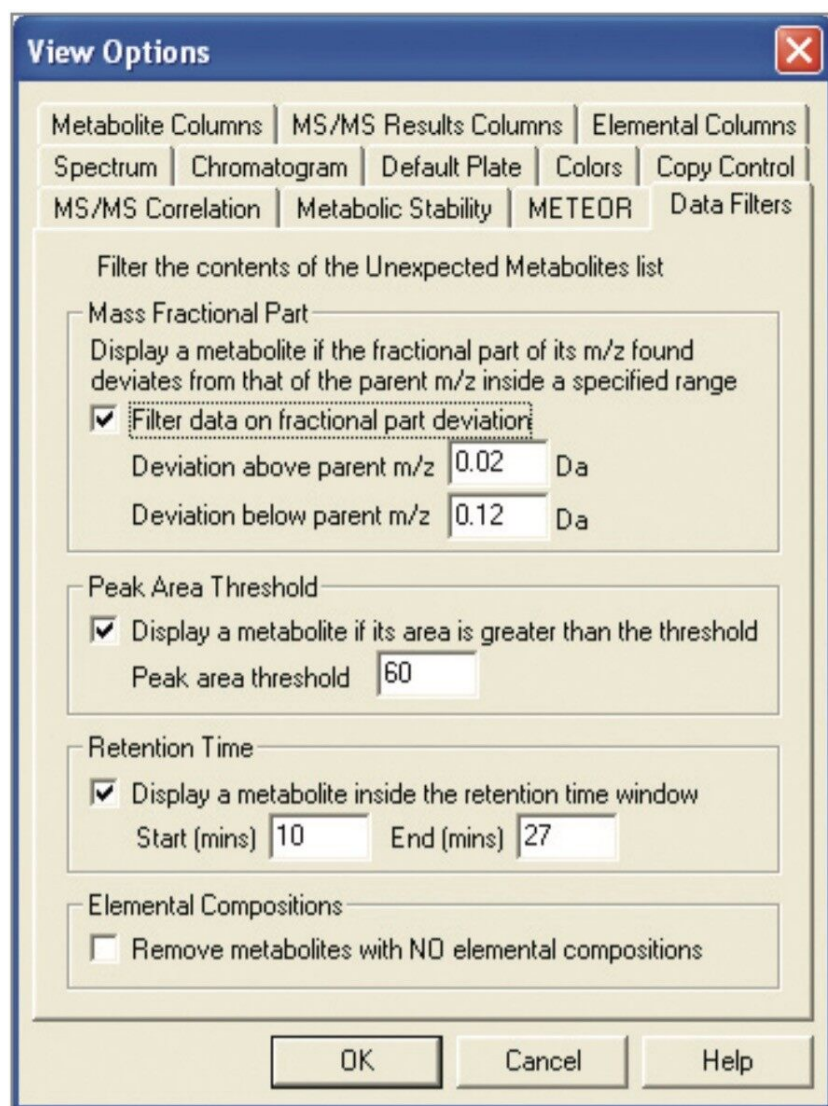 View Options
Metabolite Columns MS/MS Results Columns Elemental Columns
Spectrum Chromatogram Default Plate Colors Copy Control
MS/MS Correlation Metabolic Stability METEOR Data Filters
Filter the contents of the Unexpected Metabolites list
Mass Fractional Part
Display a metabolite if the fractional part of its m/z found
deviates from that of the parent m/z inside a specified range
Filter data on fractional part deviation
Deviation above parent m/z 0.02 Da
Deviation below parent m/z 0.12 Da
Peak Area Threshold
Display a metabolite if its area is greater than the threshold
Peak area threshold 60
Retention Time
Display a metabolite inside the retention time window
Start (mins) 10 End (mins) 27
Elemental Compositions
Remove metabolites with NO elemental compositions
OK Cancel Help